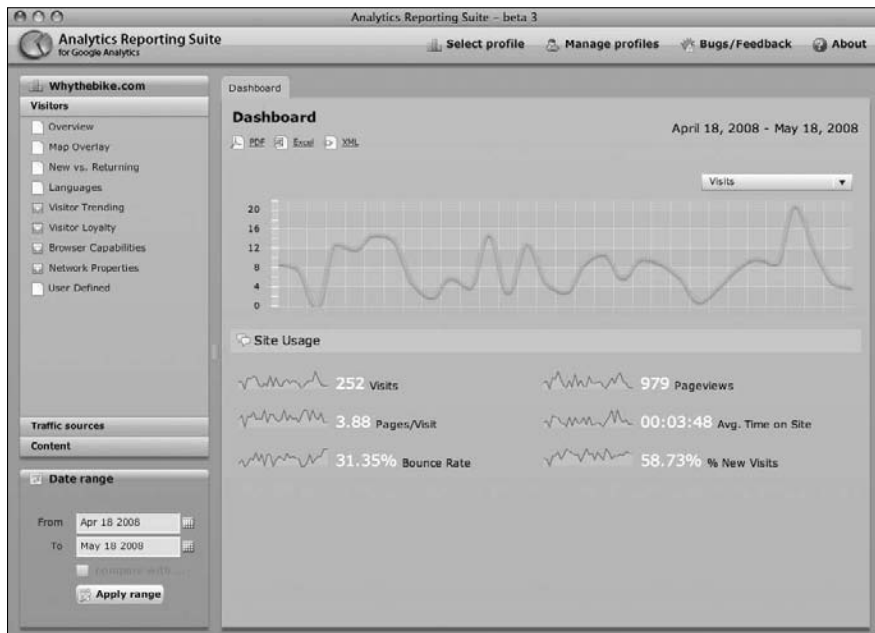 Analytics Reporting Suite – beta 3
Analytics Reporting Suite
for Google Analytics
Select profile Manage profiles Bugs/Feedback About
Whythebike.com
Visitors
Overview
Map Overlay
New vs. Returning
Languages
Visitor Trending
Visitor Loyalty
Browser Capabilities
Network Properties
User Defined
Traffic sources
Content
Date range
From Apr 18 2008
To May 18 2008
compare with ...
Apply range
Dashboard
Dashboard
April 18, 2008 - May 18, 2008
PDF Excel XML
Visits
20
16
12
8
4
0
Site Usage
252 Visits 979 Pageviews
3.88 Pages/Visit 00:03:48 Avg. Time on Site
31.35% Bounce Rate 58.73% % New Visits